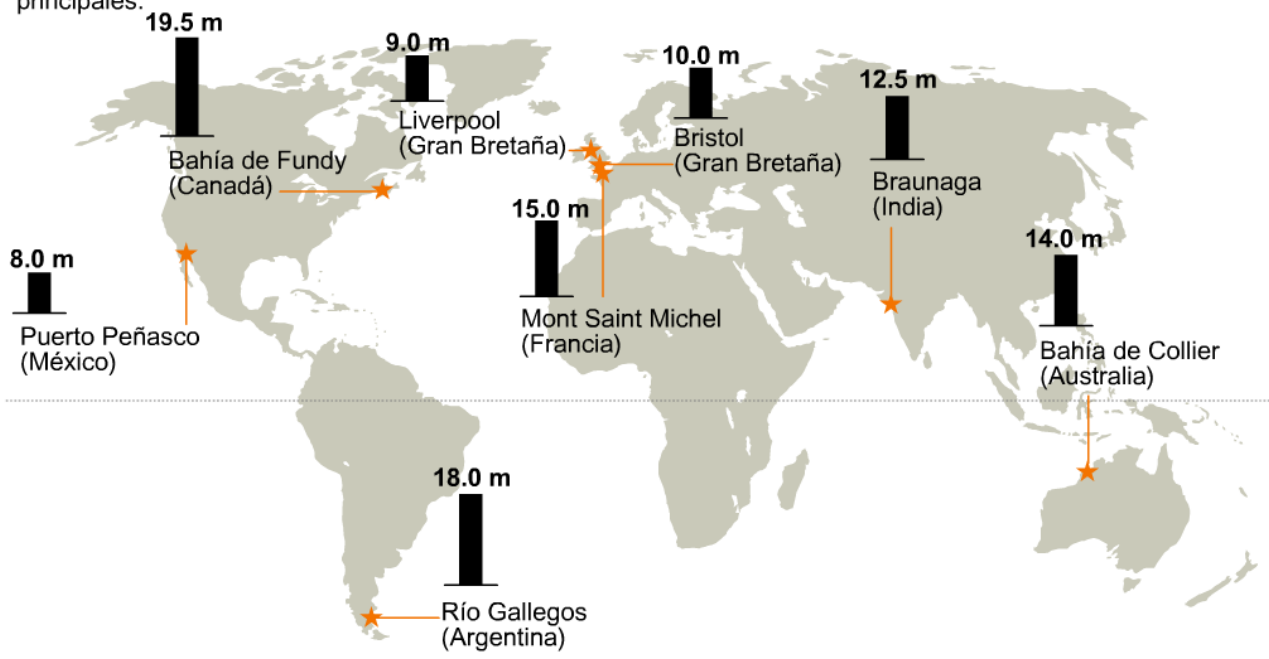 principales.
19.5 m
Bahía de Fundy
(Canadá)
9.0 m
Liverpool
(Gran Bretaña)
10.0 m
Bristol
(Gran Bretaña)
12.5 m
Braunaga
(India)
8.0 m
Puerto Peñasco
(México)
15.0 m
Mont Saint Michel
(Francia)
14.0 m
Bahía de Collier
(Australia)
18.0 m
Río Gallegos
(Argentina)